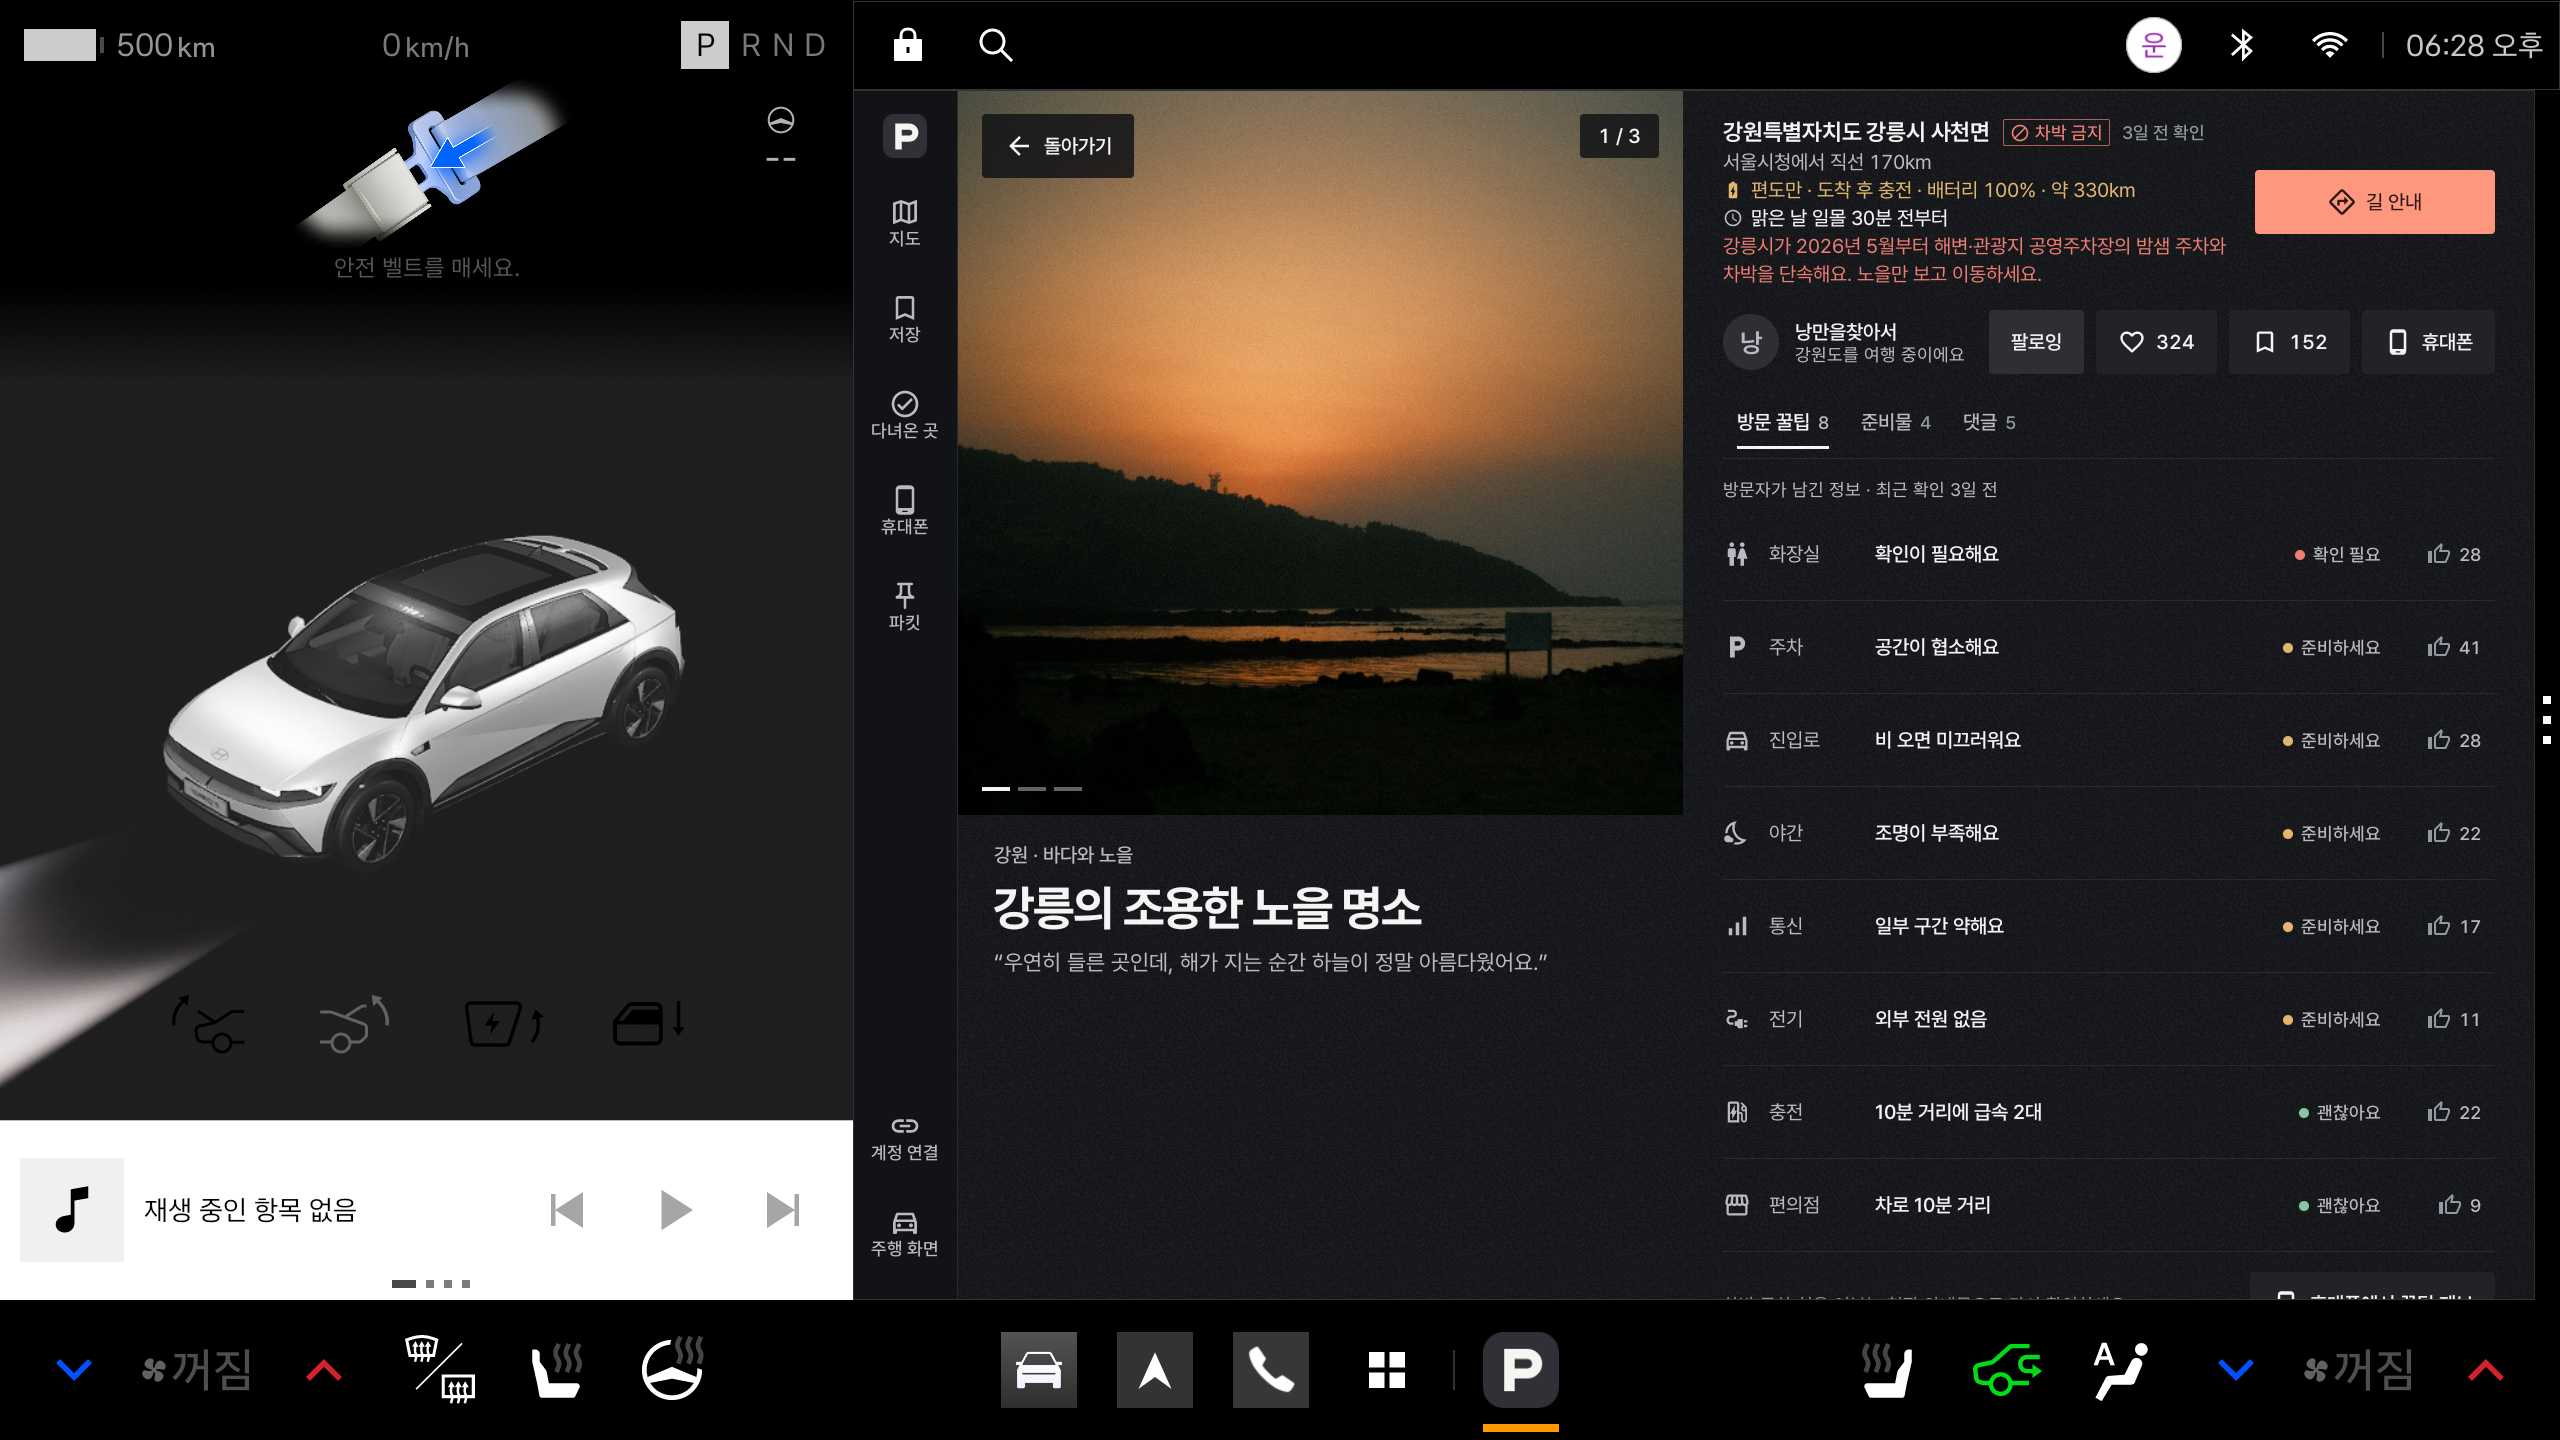 500 km
0 km/h
P R N D
안전 벨트를 매세요.
재생 중인 항목 없음
운
06:28 오후
P
지도
저장
다녀온 곳
휴대폰
파킷
계정 연결
주행 화면
돌아가기
1 / 3
강원 · 바다와 노을
강릉의 조용한 노을 명소
“우연히 들른 곳인데, 해가 지는 순간 하늘이 정말 아름다웠어요.”
강원특별자치도 강릉시 사천면 차박 금지 3일 전 확인
서울시청에서 직선 170km
편도만 · 도착 후 충전 · 배터리 100% · 약 330km
맑은 날 일몰 30분 전부터
강릉시가 2026년 5월부터 해변·관광지 공영주차장의 밤샘 주차와
차박을 단속해요. 노을만 보고 이동하세요.
길 안내
낭
낭만을찾아서
강원도를 여행 중이에요
팔로잉
324
152
휴대폰
방문 꿀팁 8 준비물 4 댓글 5
방문자가 남긴 정보 · 최근 확인 3일 전
화장실 확인이 필요해요 확인 필요 28
P 주차 공간이 협소해요 준비하세요 41
진입로 비 오면 미끄러워요 준비하세요 28
야간 조명이 부족해요 준비하세요 22
통신 일부 구간 약해요 준비하세요 17
전기 외부 전원 없음 준비하세요 11
충전 10분 거리에 급속 2대 괜찮아요 22
편의점 차로 10분 거리 괜찮아요 9
꺼짐
P
A
꺼짐